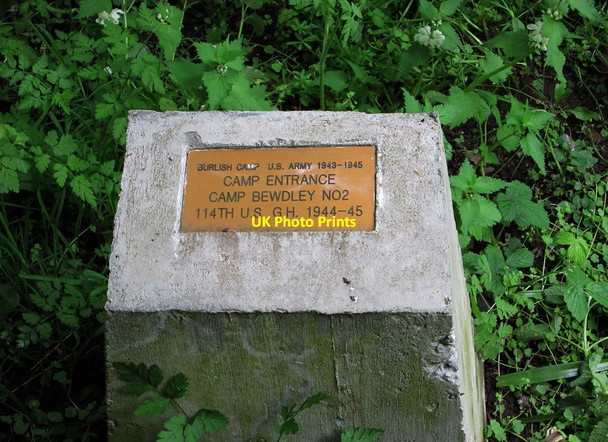 BURLISH CAMP U.S. ARMY 1943-1945
CAMP ENTRANCE
CAMP BEWDLEY NO2
114TH U.S. G.H. 1944-45
UK Photo Prints